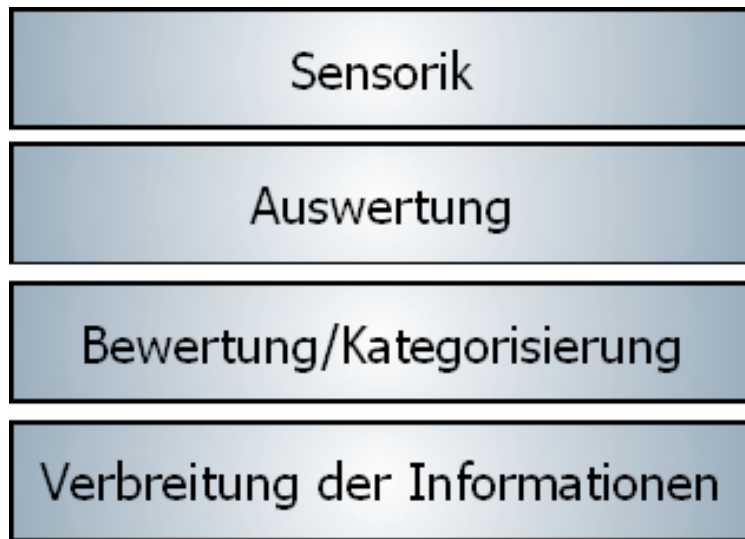 Sensorik
Auswertung
Bewertung/Kategorisierung
Verbreitung der Informationen